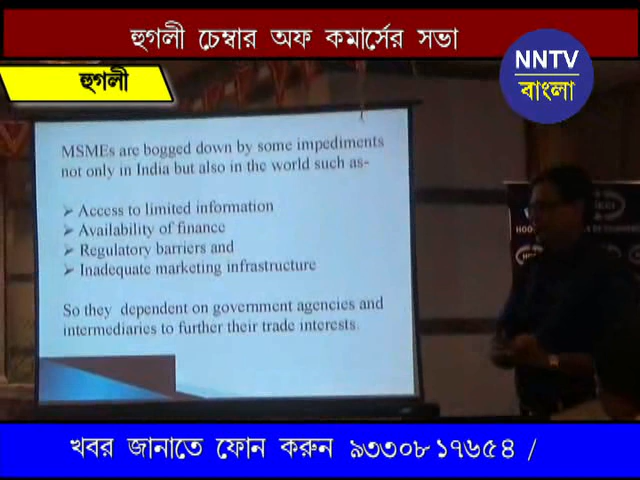 হুগলী চেম্বার অফ কমার্সের সভা
NNTV
বাংলা
হুগলী
MSMEs are bogged down by some impediments
not only in India but also in the world such as-
➢ Access to limited information
➢ Availability of finance
➢ Regulatory barriers and
➢ Inadequate marketing infrastructure
So they dependent on government agencies and
intermediaries to further their trade interests.
খবর জানাতে ফোন করুন ৯৩৩০৮১৭৬৫৪ /